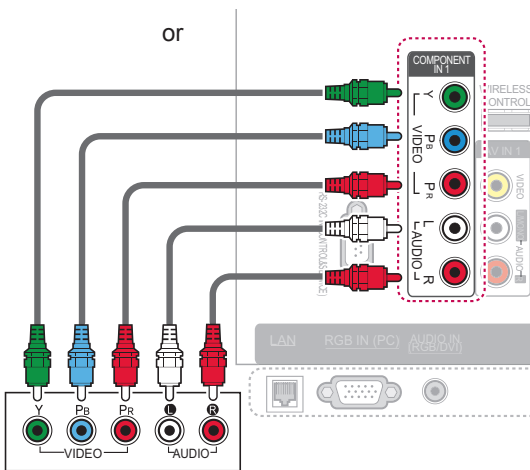 or
COMPONENT
IN 1
Y
PB
PR
VIDEO
L
R
AUDIO
WIRELESS
CONTROL
AV IN 1
VIDEO
AUDIO
LAN
RGB IN (PC)
AUDIO IN
(RGB/DVI)
Y
PB
PR
L
R
VIDEO
AUDIO